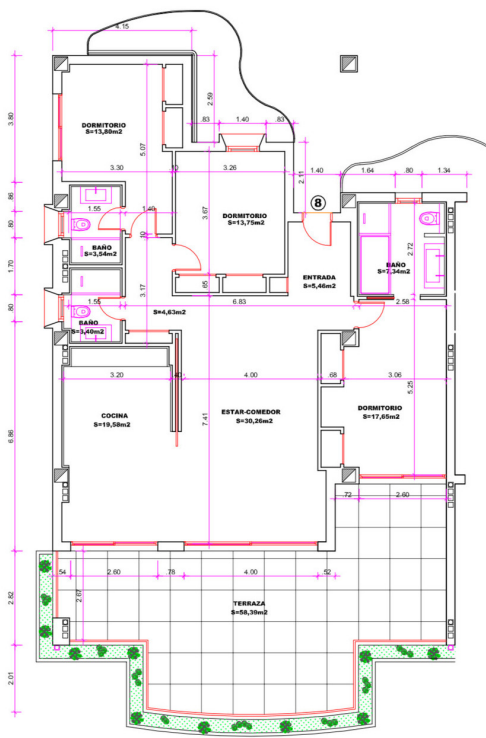 4.15
3.80
2.59
DORMITORIO
S=13,80m2
5.07
.83
1.40
.83
3.30
.10
3.26
2.11
1.40
1.64
.80
1.34
.86
1.55
1.40
3.67
8
.80
DORMITORIO
S=13,75m2
BAÑO
S=3,54m2
2.72
BAÑO
S=7,34m2
1.70
ENTRADA
S=5,46m2
3.17
.65
.80
1.55
6.83
2.58
S=4,63m2
BAÑO
S=3,40m2
3.20
.40
4.00
.68
3.06
5.25
COCINA
S=19,58m2
ESTAR-COMEDOR
S=30,26m2
DORMITORIO
S=17,65m2
7.41
6.86
.72
2.60
.54
2.60
.78
4.00
.52
2.67
2.82
TERRAZA
S=58,39m2
2.01